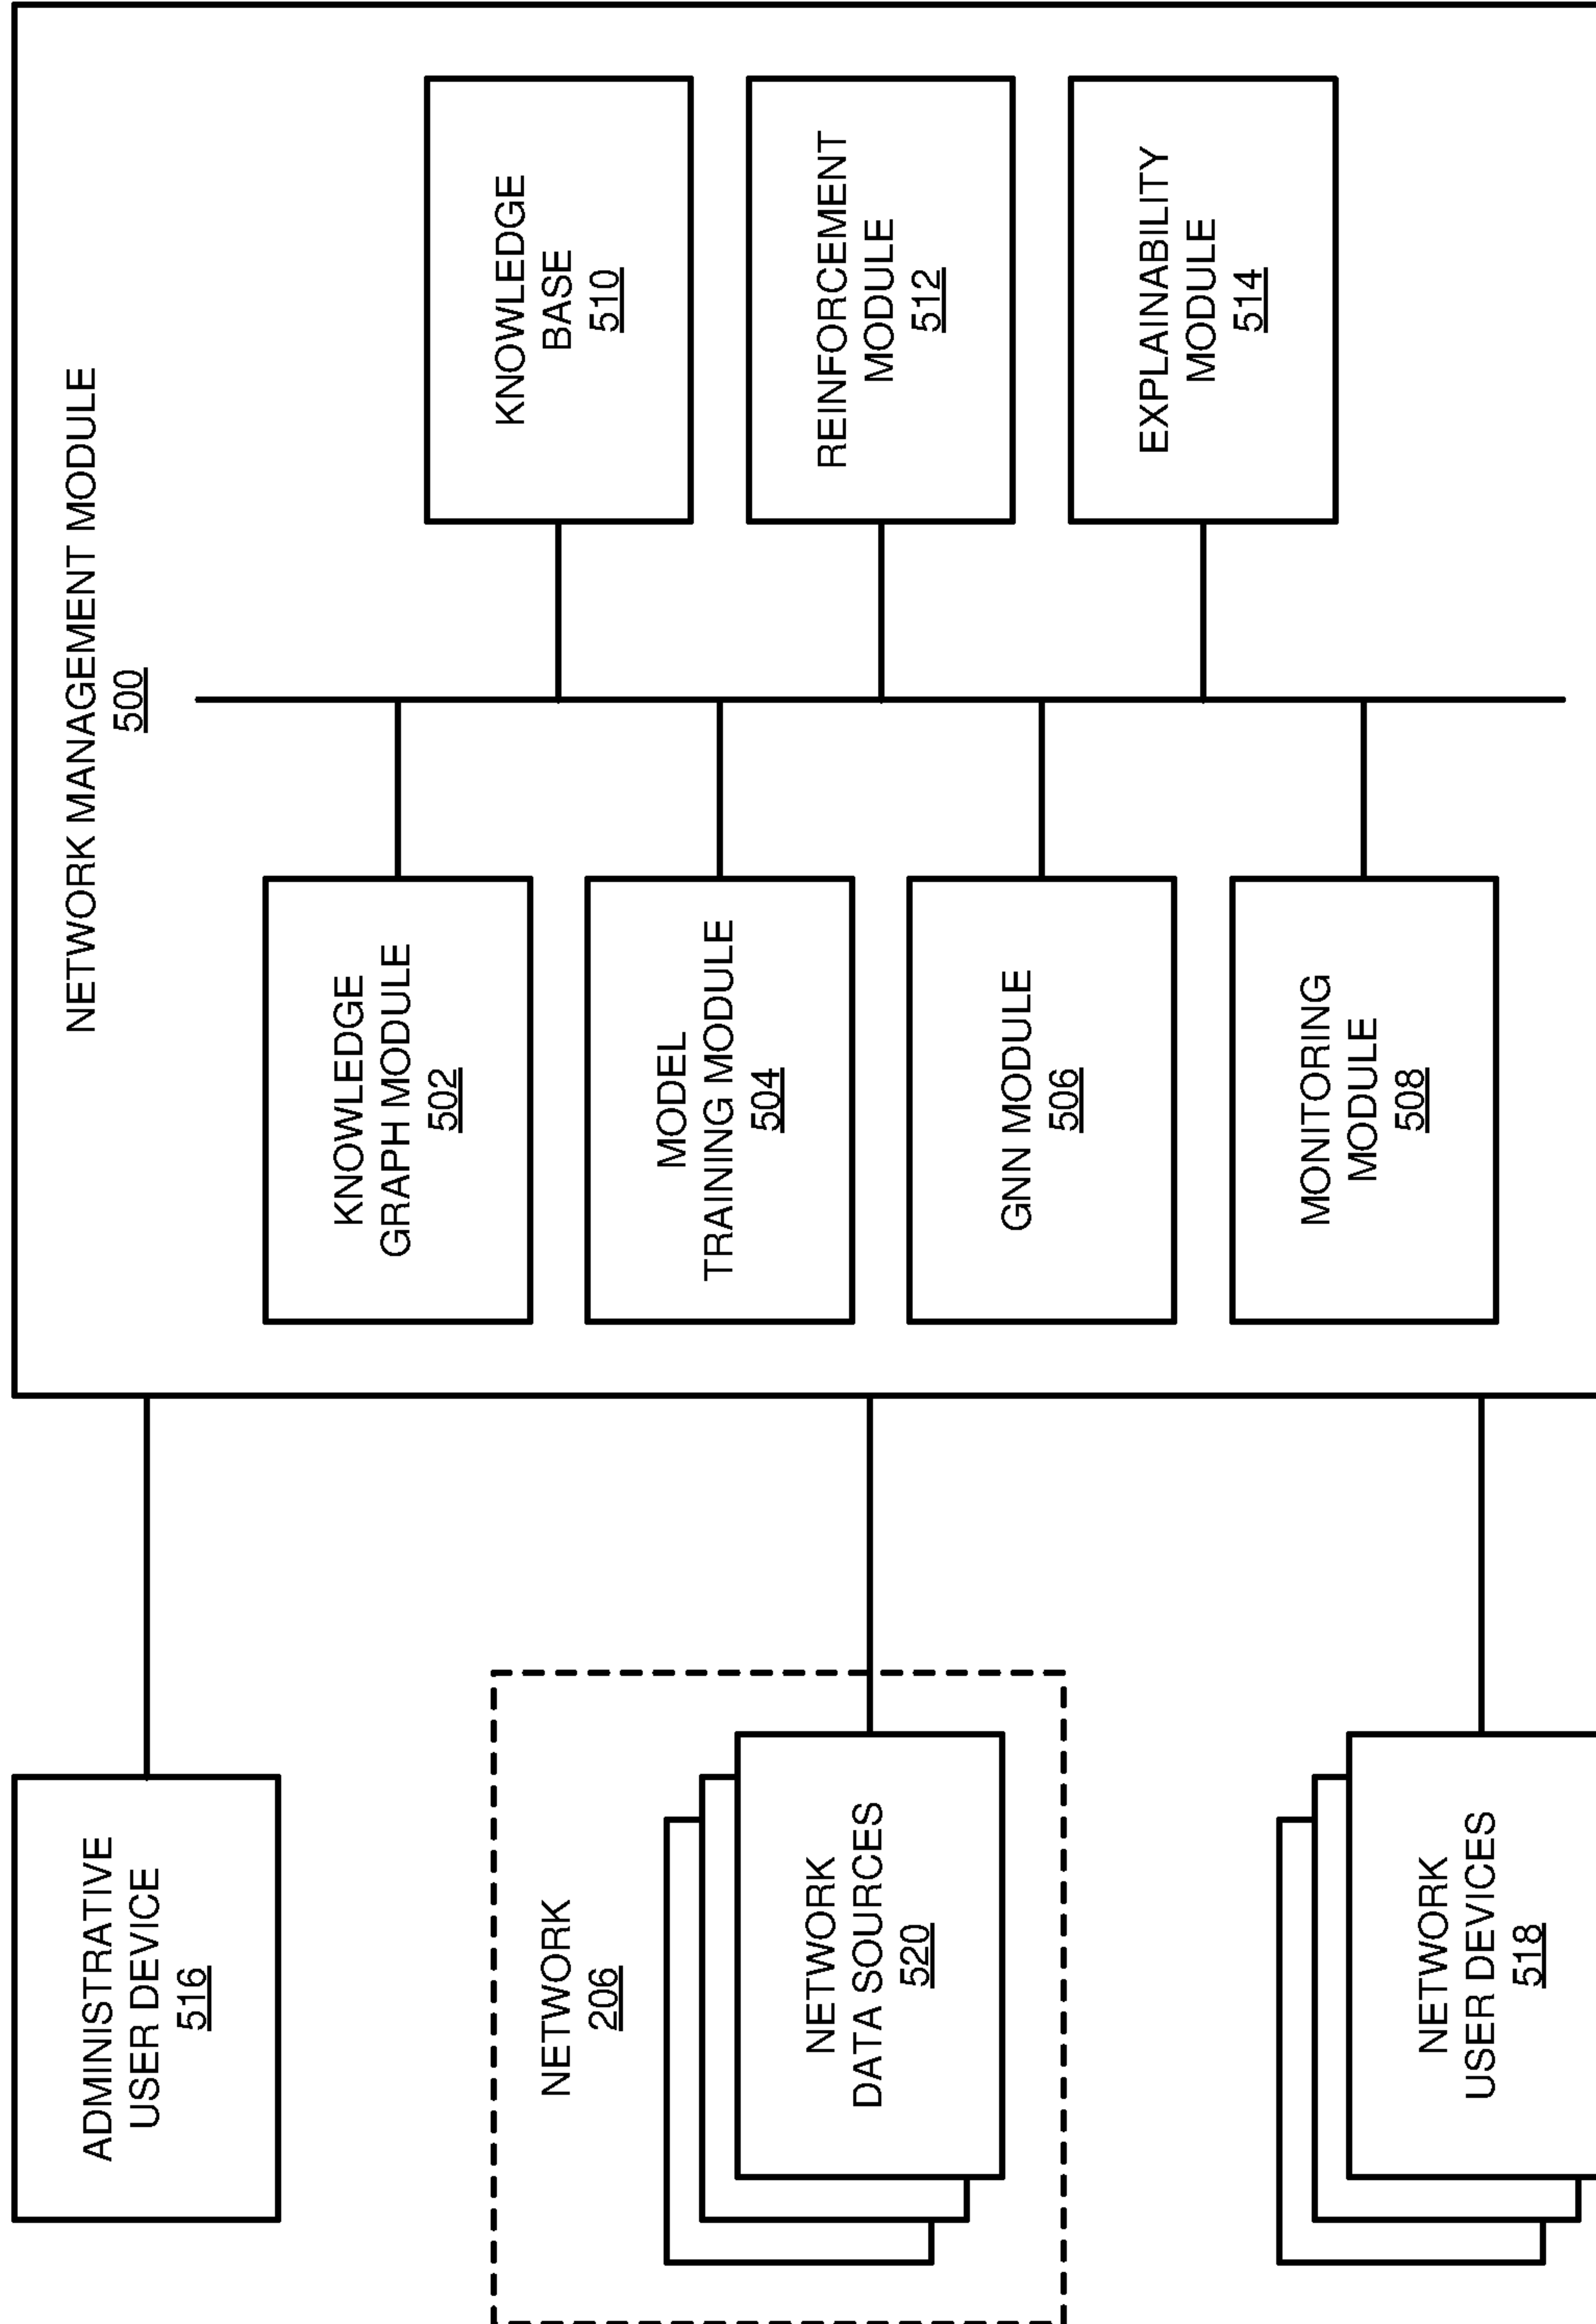 NETWORK MANAGEMENT MODULE
500
ADMINISTRATIVE
USER DEVICE
516
KNOWLEDGE
GRAPH MODULE
502
KNOWLEDGE
BASE
510
NETWORK
206
MODEL
TRAINING MODULE
504
REINFORCEMENT
MODULE
512
NETWORK
DATA SOURCES
520
GNN MODULE
506
EXPLAINABILITY
MODULE
514
MONITORING
MODULE
508
NETWORK
USER DEVICES
518